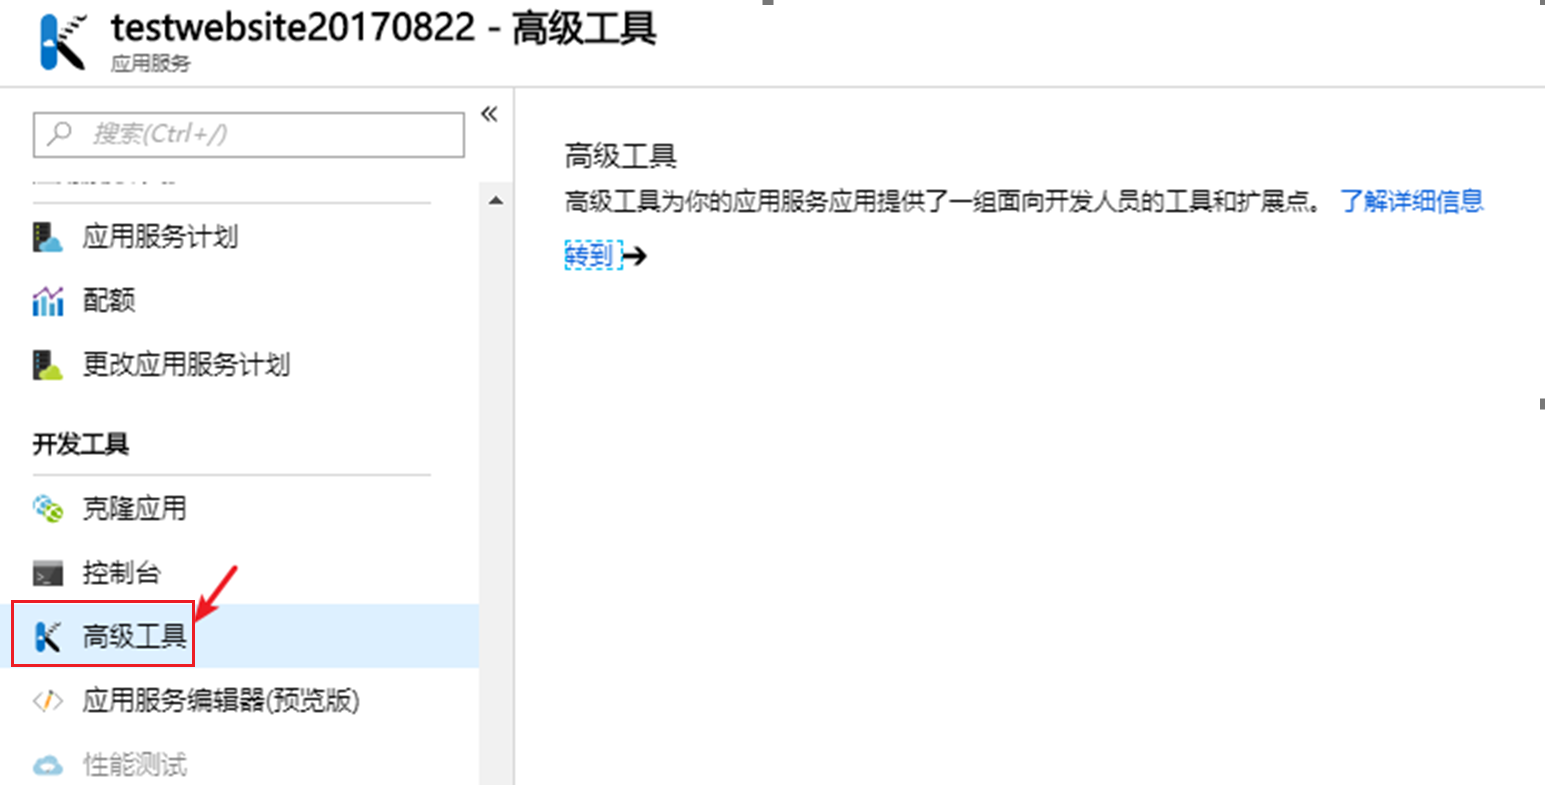 testwebsite20170822 - 高级工具
应用服务
搜索(Ctrl+/)
应用服务计划
配额
更改应用服务计划
开发工具
克隆应用
控制台
高级工具
应用服务编辑器(预览版)
性能测试
高级工具
高级工具为你的应用服务应用提供了一组面向开发人员的工具和扩展点。 了解详细信息
转到